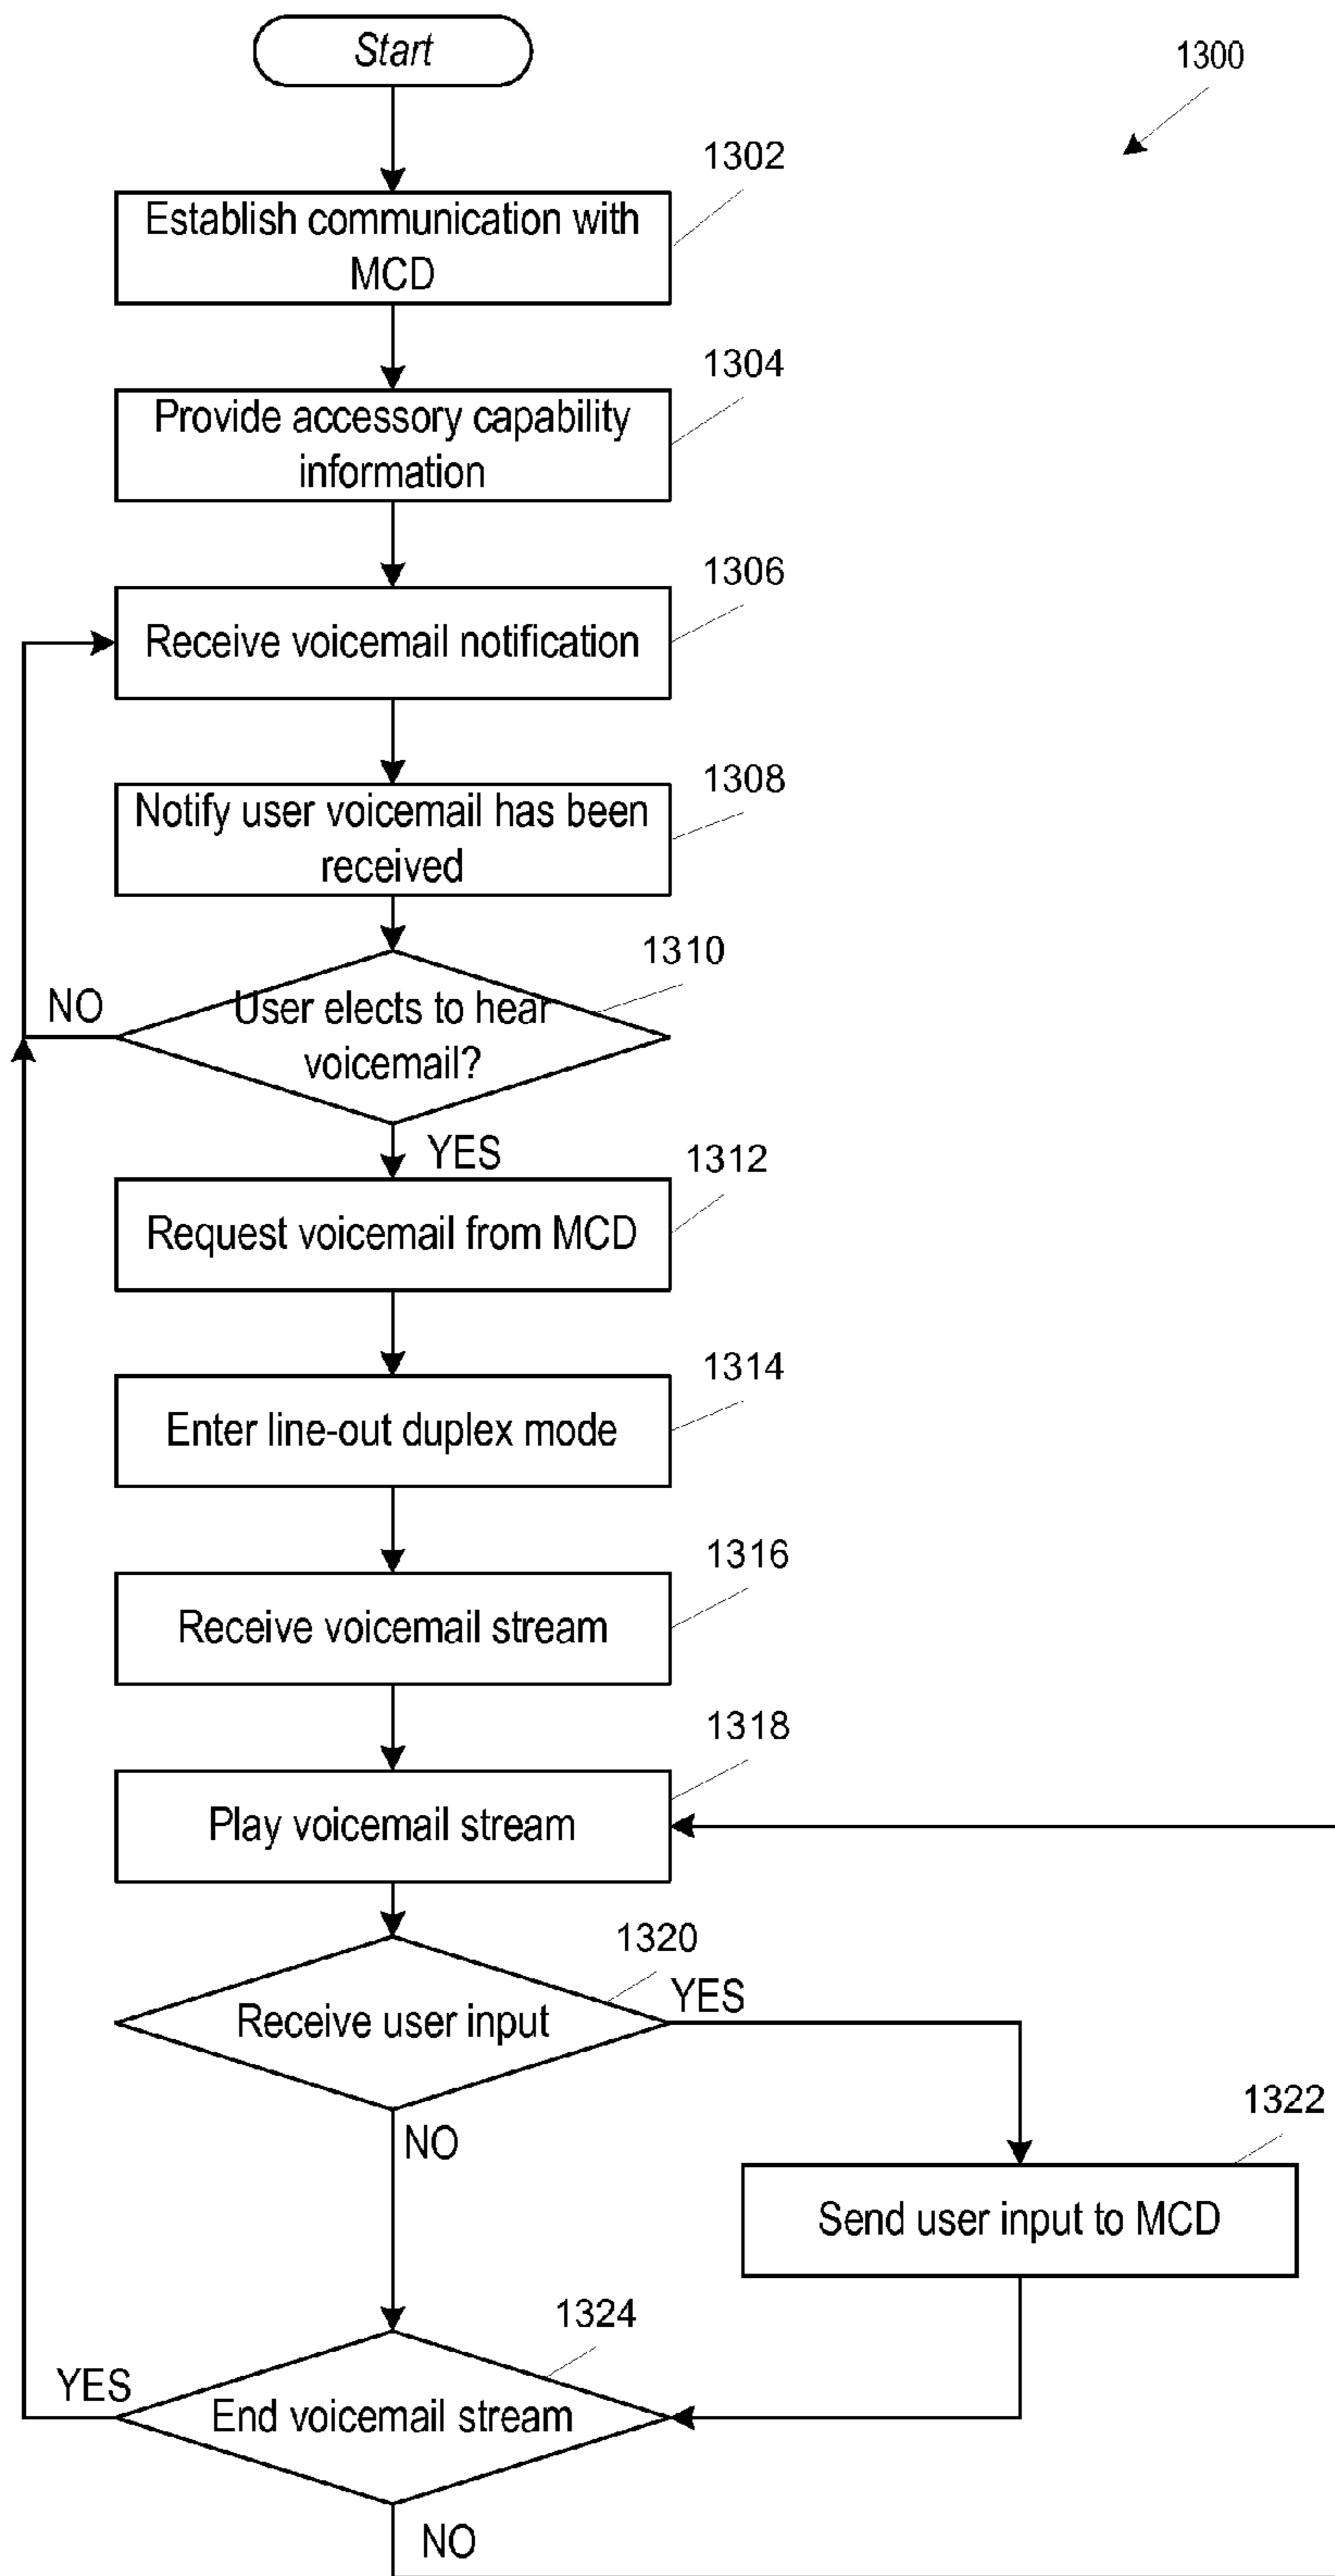 Start
1300
1302
Establish communication with
MCD
1304
Provide accessory capability
information
1306
Receive voicemail notification
1308
Notify user voicemail has been
received
1310
NO
User elects to hear
voicemail?
YES
1312
Request voicemail from MCD
1314
Enter line-out duplex mode
1316
Receive voicemail stream
1318
Play voicemail stream
1320
YES
Receive user input
NO
1322
Send user input to MCD
1324
YES
End voicemail stream
NO